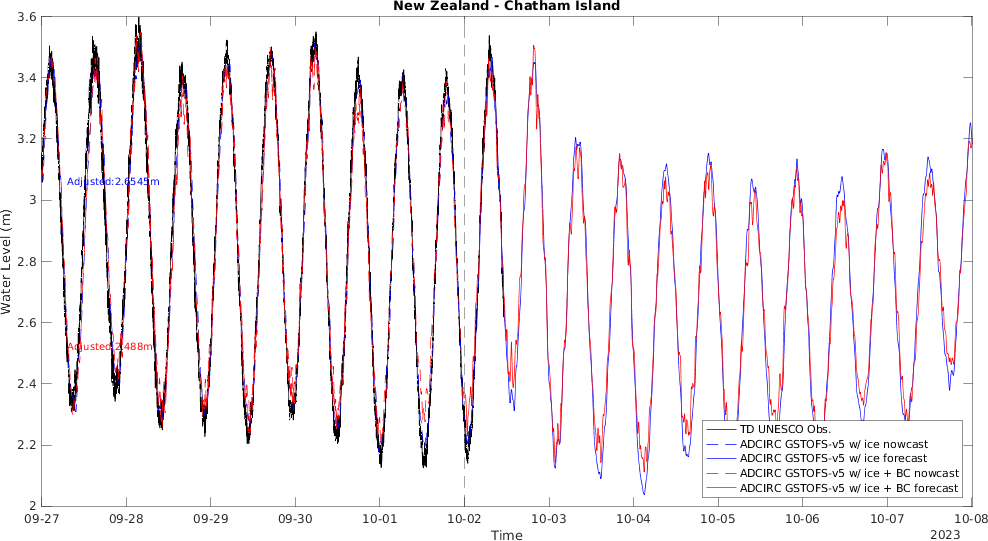 New Zealand - Chatham Island
3.6
3.4
3.2
3
2.8
2.6
2.4
2.2
2
Water Level (m)
Adjusted:2.6545m
Adjusted:2.488m
TD UNESCO Obs.
ADCIRC GSTOFS-v5 w/ ice nowcast
ADCIRC GSTOFS-v5 w/ ice forecast
ADCIRC GSTOFS-v5 w/ ice + BC nowcast
ADCIRC GSTOFS-v5 w/ ice + BC forecast
09-27 09-28 09-29 09-30 10-01 10-02 10-03 10-04 10-05 10-06 10-07 10-08
Time
2023